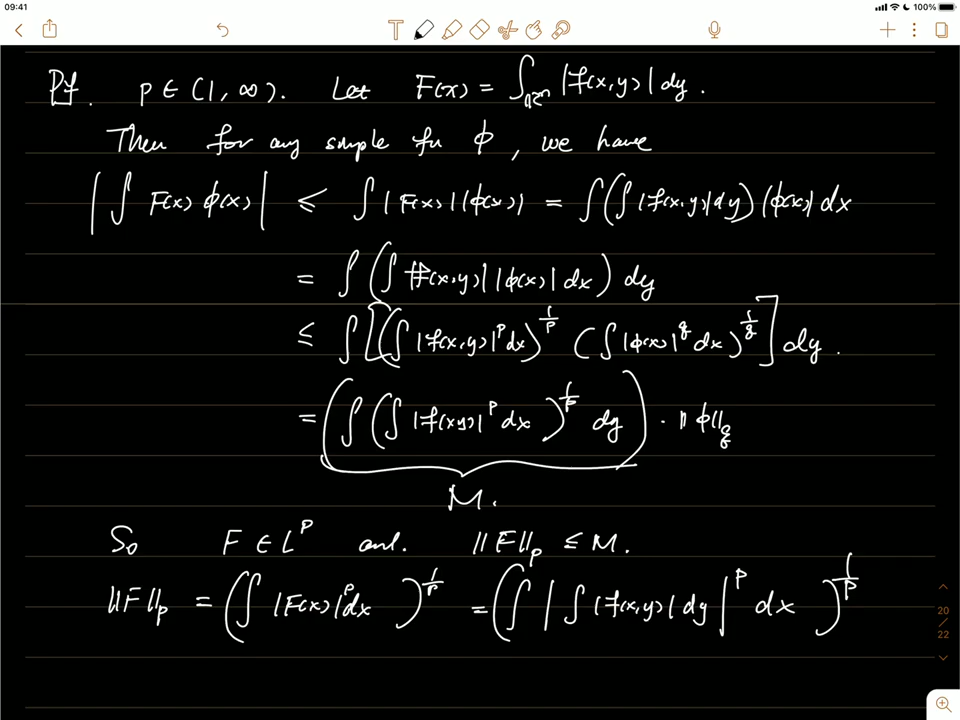 09:41
100%
Pf. p ∈ (1, ∞). Let F(x) = ∫_{ℝⁿ} |f(x,y)| dy.
Then for any simple fn ϕ, we have
|∫ F(x) ϕ(x)| ≤ ∫ |F(x)| |ϕ(x)| = ∫ (∫ |f(x,y)| dy) |ϕ(x)| dx
= ∫ (∫ |f(x,y)| |ϕ(x)| dx) dy
≤ ∫ [(∫ |f(x,y)|^p dx)^{1/p} (∫ |ϕ(x)|^q dx)^{1/q}] dy.
= (∫ (∫ |f(x,y)|^p dx)^{1/p} dy) · ‖ϕ‖_q
M.
So F ∈ L^p and. ‖F‖_p ≤ M.
‖F‖_p = (∫ |F(x)|^p dx)^{1/p} = (∫ |∫ |f(x,y)| dy|^p dx)^{1/p}
20
/
22